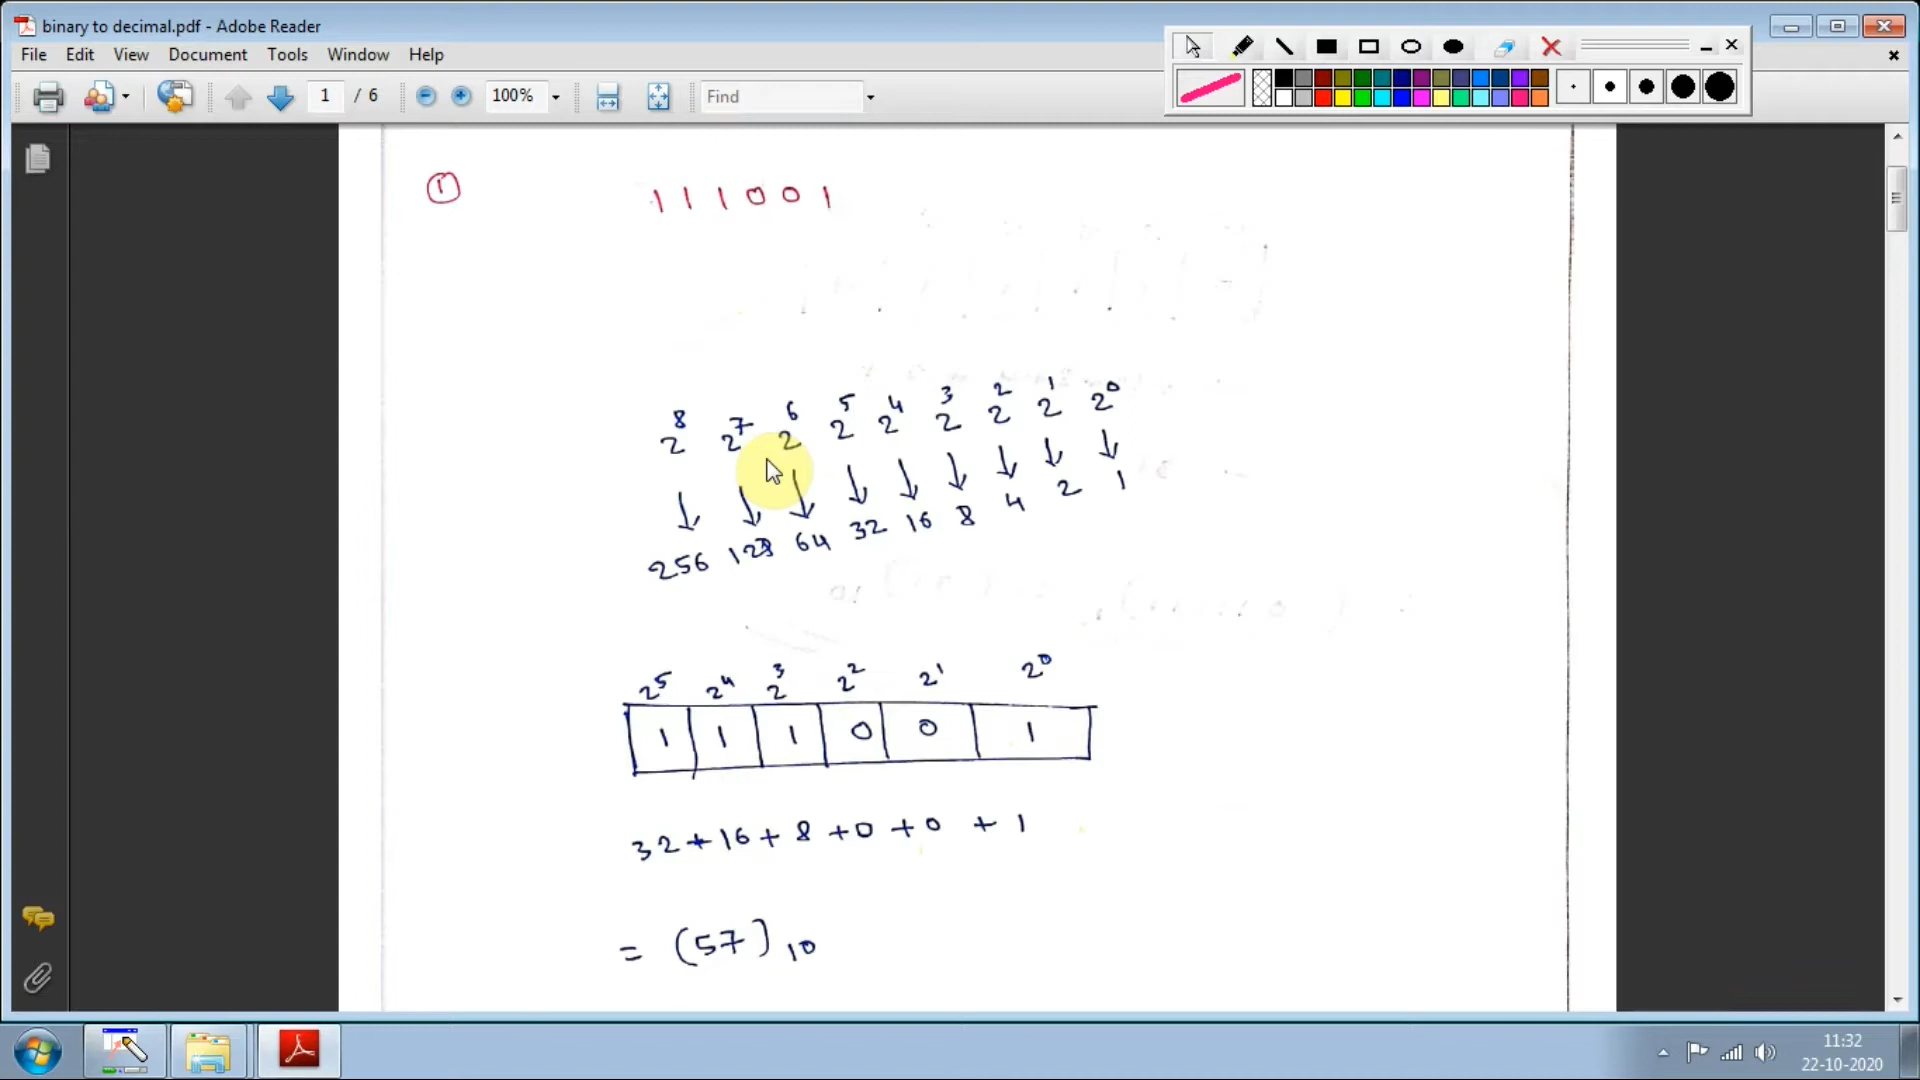 binary to decimal.pdf - Adobe Reader
File Edit View Document Tools Window Help
1 / 6 100% Find
① 1 1 1 0 0 1
2⁸ 2⁷ 2⁶ 2⁵ 2⁴ 2³ 2² 2¹ 2⁰
↓ ↓ ↓ ↓ ↓ ↓ ↓ ↓ ↓
256 128 64 32 16 8 4 2 1
2⁵ 2⁴ 2³ 2² 2¹ 2⁰
1 1 1 0 0 1
32 + 16 + 8 + 0 + 0 + 1
= (57)₁₀
11:32
22-10-2020